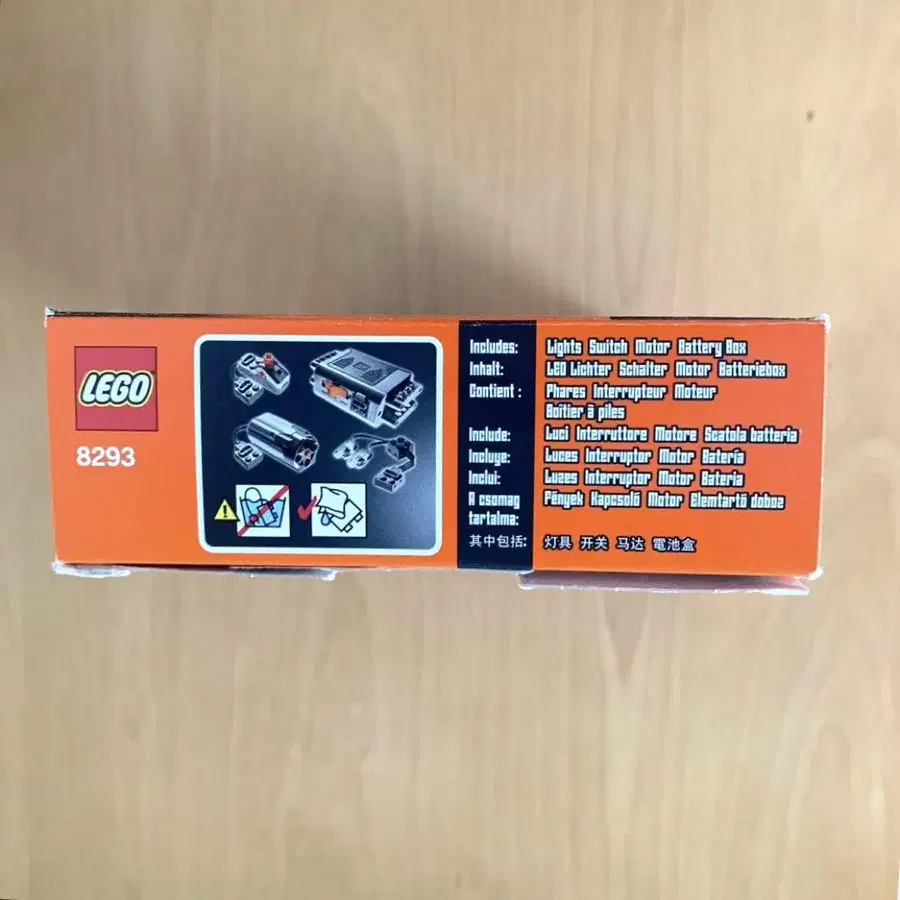 LEGO
8293
Includes: Lights Switch Motor Battery Box
Inhalt: LED Lichter Schalter Motor Batteriebox
Contient : Phares Interrupteur Moteur
Boîtier à piles
Include: Luci Interruttore Motore Scatola batteria
Incluye: Luces Interruptor Motor Batería
Inclui: Luzes Interruptor Motor Bateria
A csomag tartalma: Fények Kapcsoló Motor Elemtartó doboz
其中包括: 灯具 开关 马达 電池盒